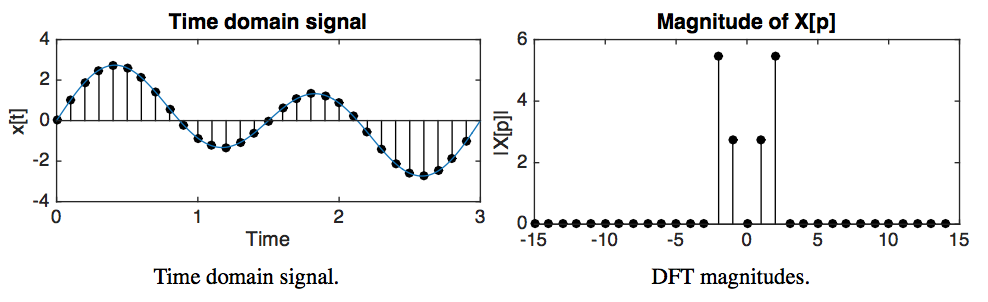 Time domain signal
Magnitude of X[p]
4
2
0
-2
-4
x[t]
0
1
2
3
Time
6
4
2
0
|X[p]|
-15
-10
-5
0
5
10
15
Time domain signal.
DFT magnitudes.